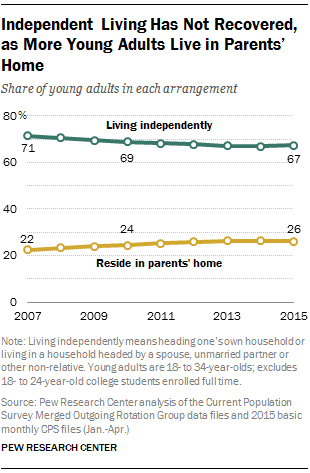 Independent Living Has Not Recovered,
as More Young Adults Live in Parents'
Home
Share of young adults in each arrangement
80%
Living independently
71
69
67
60
40
22
24
26
20
Reside in parents' home
0
2007
2009
2011
2013
2015
Note: Living independently means heading one's own household or
living in a household headed by a spouse, unmarried partner or
other non-relative. Young adults are 18- to 34-year-olds; excludes
18- to 24-year-old college students enrolled full time.
Source: Pew Research Center analysis of the Current Population
Survey Merged Outgoing Rotation Group data files and 2015 basic
monthly CPS files (Jan.-Apr.)
PEW RESEARCH CENTER